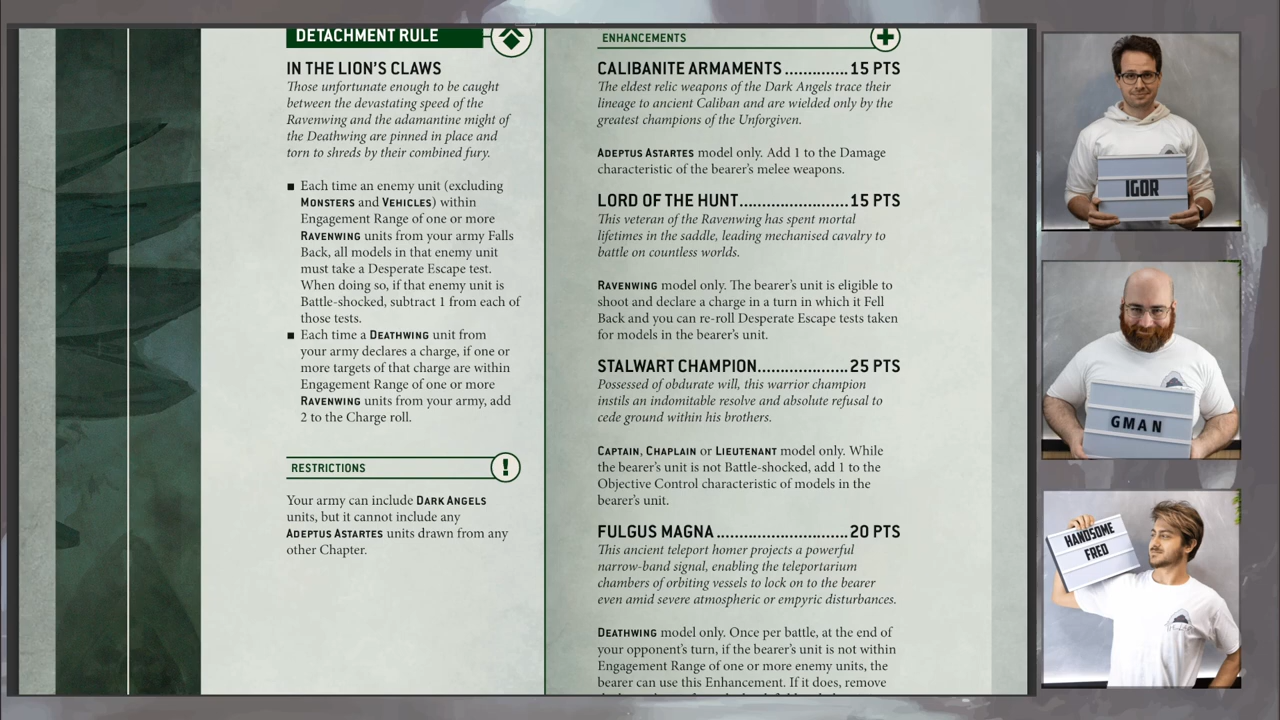 DETACHMENT RULE
IN THE LION'S CLAWS
Those unfortunate enough to be caught
between the devastating speed of the
Ravenwing and the adamantine might of
the Deathwing are pinned in place and
torn to shreds by their combined fury.
■ Each time an enemy unit (excluding
MONSTERS and VEHICLES) within
Engagement Range of one or more
RAVENWING units from your army Falls
Back, all models in that enemy unit
must take a Desperate Escape test.
When doing so, if that enemy unit is
Battle-shocked, subtract 1 from each of
those tests.
■ Each time a DEATHWING unit from
your army declares a charge, if one or
more targets of that charge are within
Engagement Range of one or more
RAVENWING units from your army, add
2 to the Charge roll.
RESTRICTIONS
Your army can include DARK ANGELS
units, but it cannot include any
ADEPTUS ASTARTES units drawn from any
other Chapter.
ENHANCEMENTS
CALIBANITE ARMAMENTS ..............15 PTS
The eldest relic weapons of the Dark Angels trace their
lineage to ancient Caliban and are wielded only by the
greatest champions of the Unforgiven.
ADEPTUS ASTARTES model only. Add 1 to the Damage
characteristic of the bearer's melee weapons.
LORD OF THE HUNT........................15 PTS
This veteran of the Ravenwing has spent mortal
lifetimes in the saddle, leading mechanised cavalry to
battle on countless worlds.
RAVENWING model only. The bearer's unit is eligible to
shoot and declare a charge in a turn in which it Fell
Back and you can re-roll Desperate Escape tests taken
for models in the bearer's unit.
STALWART CHAMPION....................25 PTS
Possessed of obdurate will, this warrior champion
instils an indomitable resolve and absolute refusal to
cede ground within his brothers.
CAPTAIN, CHAPLAIN or LIEUTENANT model only. While
the bearer's unit is not Battle-shocked, add 1 to the
Objective Control characteristic of models in the
bearer's unit.
FULGUS MAGNA .............................20 PTS
This ancient teleport homer projects a powerful
narrow-band signal, enabling the teleportarium
chambers of orbiting vessels to lock on to the bearer
even amid severe atmospheric or empyric disturbances.
DEATHWING model only. Once per battle, at the end of
your opponent's turn, if the bearer's unit is not within
Engagement Range of one or more enemy units, the
bearer can use this Enhancement. If it does, remove
IGOR
GMAN
HANDSOME
FRED